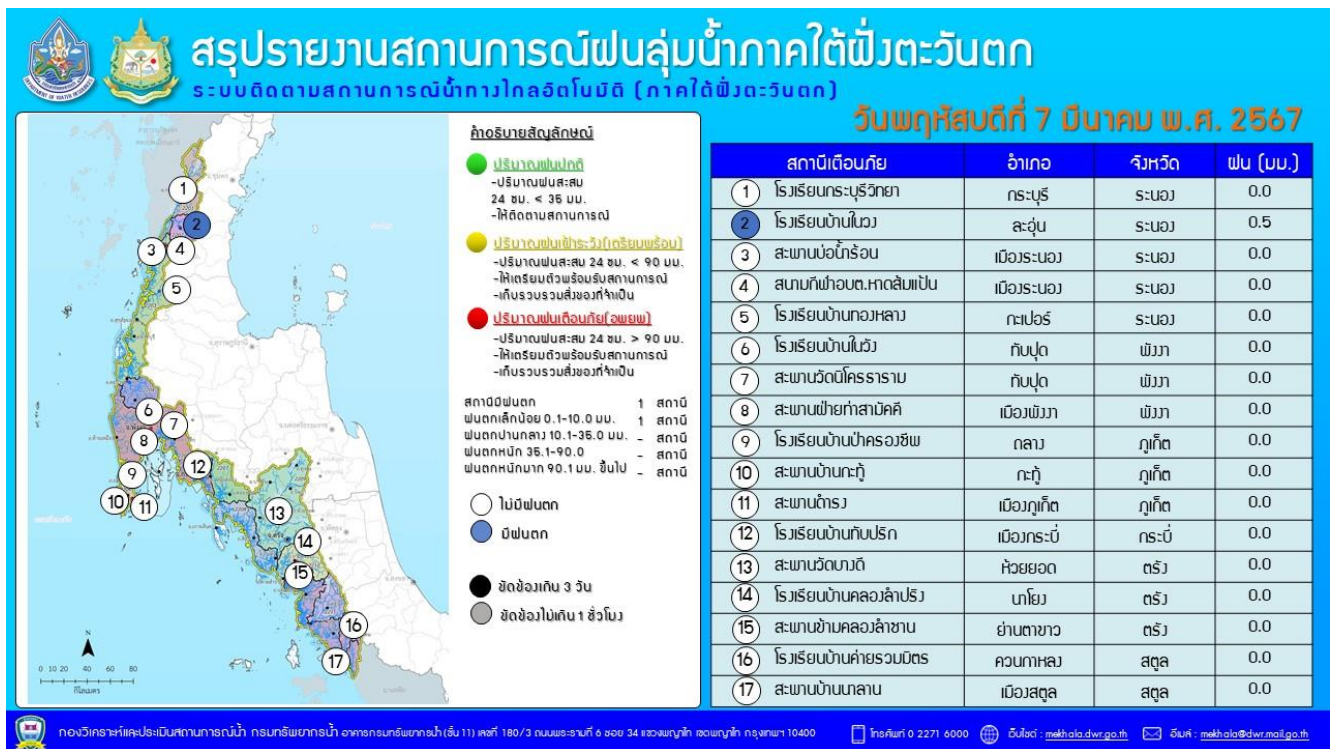 สรุปรายงานสถานการณ์ฝนลุ่มน้ำภาคใต้ฝั่งตะวันตก
ระบบติดตามสถานการณ์น้ำทางไกลอัตโนมัติ (ภาคใต้ฝั่งตะวันตก)
วันพฤหัสบดีที่ 7 มีนาคม พ.ศ. 2567
คำอธิบายสัญลักษณ์
ปริมาณฝนปกติ
-ปริมาณฝนสะสม
24 ชม. < 35 มม.
-ให้ติดตามสถานการณ์
ปริมาณฝนเฝ้าระวัง(เตรียมพร้อม)
-ปริมาณฝนสะสม 24 ชม. < 90 มม.
-ให้เตรียมตัวพร้อมรับสถานการณ์
-เก็บรวบรวมสิ่งของที่จำเป็น
ปริมาณฝนเตือนภัย(อพยพ)
-ปริมาณฝนสะสม 24 ชม. > 90 มม.
-ให้เตรียมตัวพร้อมรับสถานการณ์
-เก็บรวบรวมสิ่งของที่จำเป็น
สถานีมีฝนตก 1 สถานี
ฝนตกเล็กน้อย 0.1-10.0 มม. 1 สถานี
ฝนตกปานกลาง 10.1-35.0 มม. - สถานี
ฝนตกหนัก 35.1-90.0 - สถานี
ฝนตกหนักมาก 90.1 มม. ขึ้นไป - สถานี
ไม่มีฝนตก
มีฝนตก
ขัดข้องเกิน 3 วัน
ขัดข้องไม่เกิน 1 ชั่วโมง
1
2
3 4
5
6
7
8
9
10 11
12
13
14
15
16
17
N
0 10 20 40 60 80
กิโลเมตร
สถานีเตือนภัย อำเภอ จังหวัด ฝน (มม.)
1 โรงเรียนกระบุรีวิทยา กระบุรี ระนอง 0.0
2 โรงเรียนบ้านในวง ละอุ่น ระนอง 0.5
3 สะพานบ่อน้ำร้อน เมืองระนอง ระนอง 0.0
4 สนามกีฬาอบต.หาดส้มแป้น เมืองระนอง ระนอง 0.0
5 โรงเรียนบ้านทองหลาง กะเปอร์ ระนอง 0.0
6 โรงเรียนบ้านในวัง ทับปุด พังงา 0.0
7 สะพานวัดนิโครธาราม ทับปุด พังงา 0.0
8 สะพานฝ่ายท่าสามัคคี เมืองพังงา พังงา 0.0
9 โรงเรียนบ้านป่าครองชีพ ถลาง ภูเก็ต 0.0
10 สะพานบ้านกะทู้ กะทู้ ภูเก็ต 0.0
11 สะพานดำรง เมืองภูเก็ต ภูเก็ต 0.0
12 โรงเรียนบ้านทับปริก เมืองกระบี่ กระบี่ 0.0
13 สะพานวัดบางดี ห้วยยอด ตรัง 0.0
14 โรงเรียนบ้านคลองลำปริง นาโยง ตรัง 0.0
15 สะพานข้ามคลองลำชาน ย่านตาขาว ตรัง 0.0
16 โรงเรียนบ้านค่ายรวมมิตร ควนกาหลง สตูล 0.0
17 สะพานบ้านนาลาน เมืองสตูล สตูล 0.0
กองวิเคราะห์และประเมินสถานการณ์น้ำ กรมทรัพยากรน้ำ อาคารกรมทรัพยากรน้ำ (ชั้น 11) เลขที่ 180/3 ถนนพระรามที่ 6 ซอย 34 แขวงพญาไท เขตพญาไท กรุงเทพฯ 10400 โทรศัพท์ 0 2271 6000 เว็บไซต์ : mekhala.dwr.go.th อีเมล์ : mekhala@dwr.mail.go.th